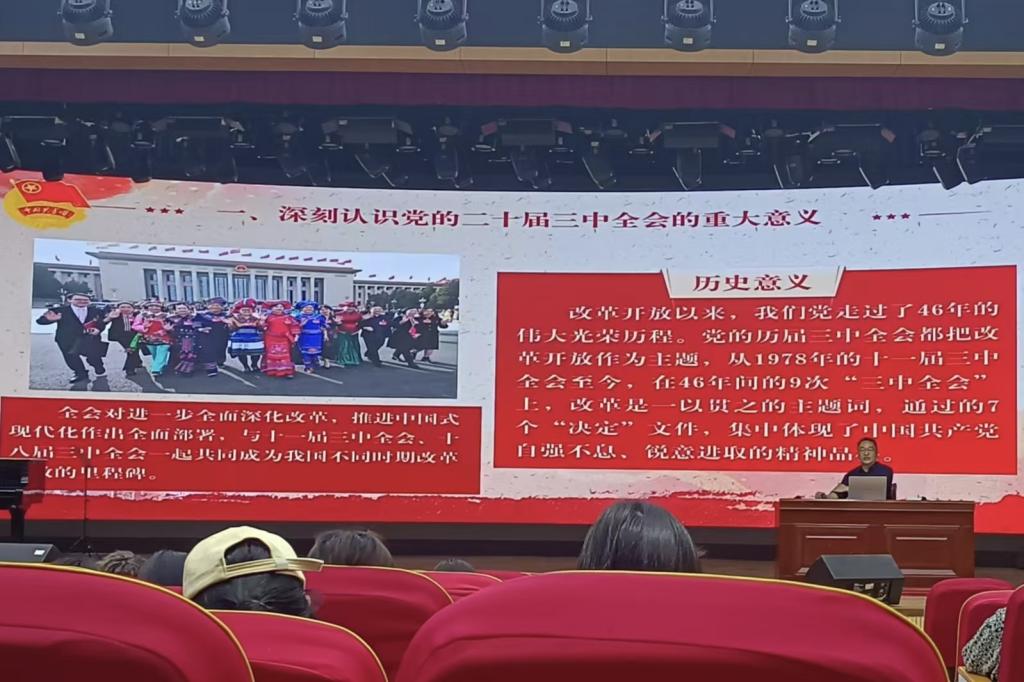 一、深刻认识党的二十届三中全会的重大意义
历史意义
改革开放以来，我们党走过了46年的
伟大光荣历程。党的历届三中全会都把改
革开放作为主题，从1978年的十一届三中
全会至今，在46年间的9次“三中全会”
上，改革是一以贯之的主题词，通过的7
个“决定”文件，集中体现了中国共产党
自强不息、锐意进取的精神品
全会对进一步全面深化改革，推进中国式
现代化作出全面部署，与十一届三中全会、十
八届三中全会一起共同成为我国不同时期改革
的里程碑。